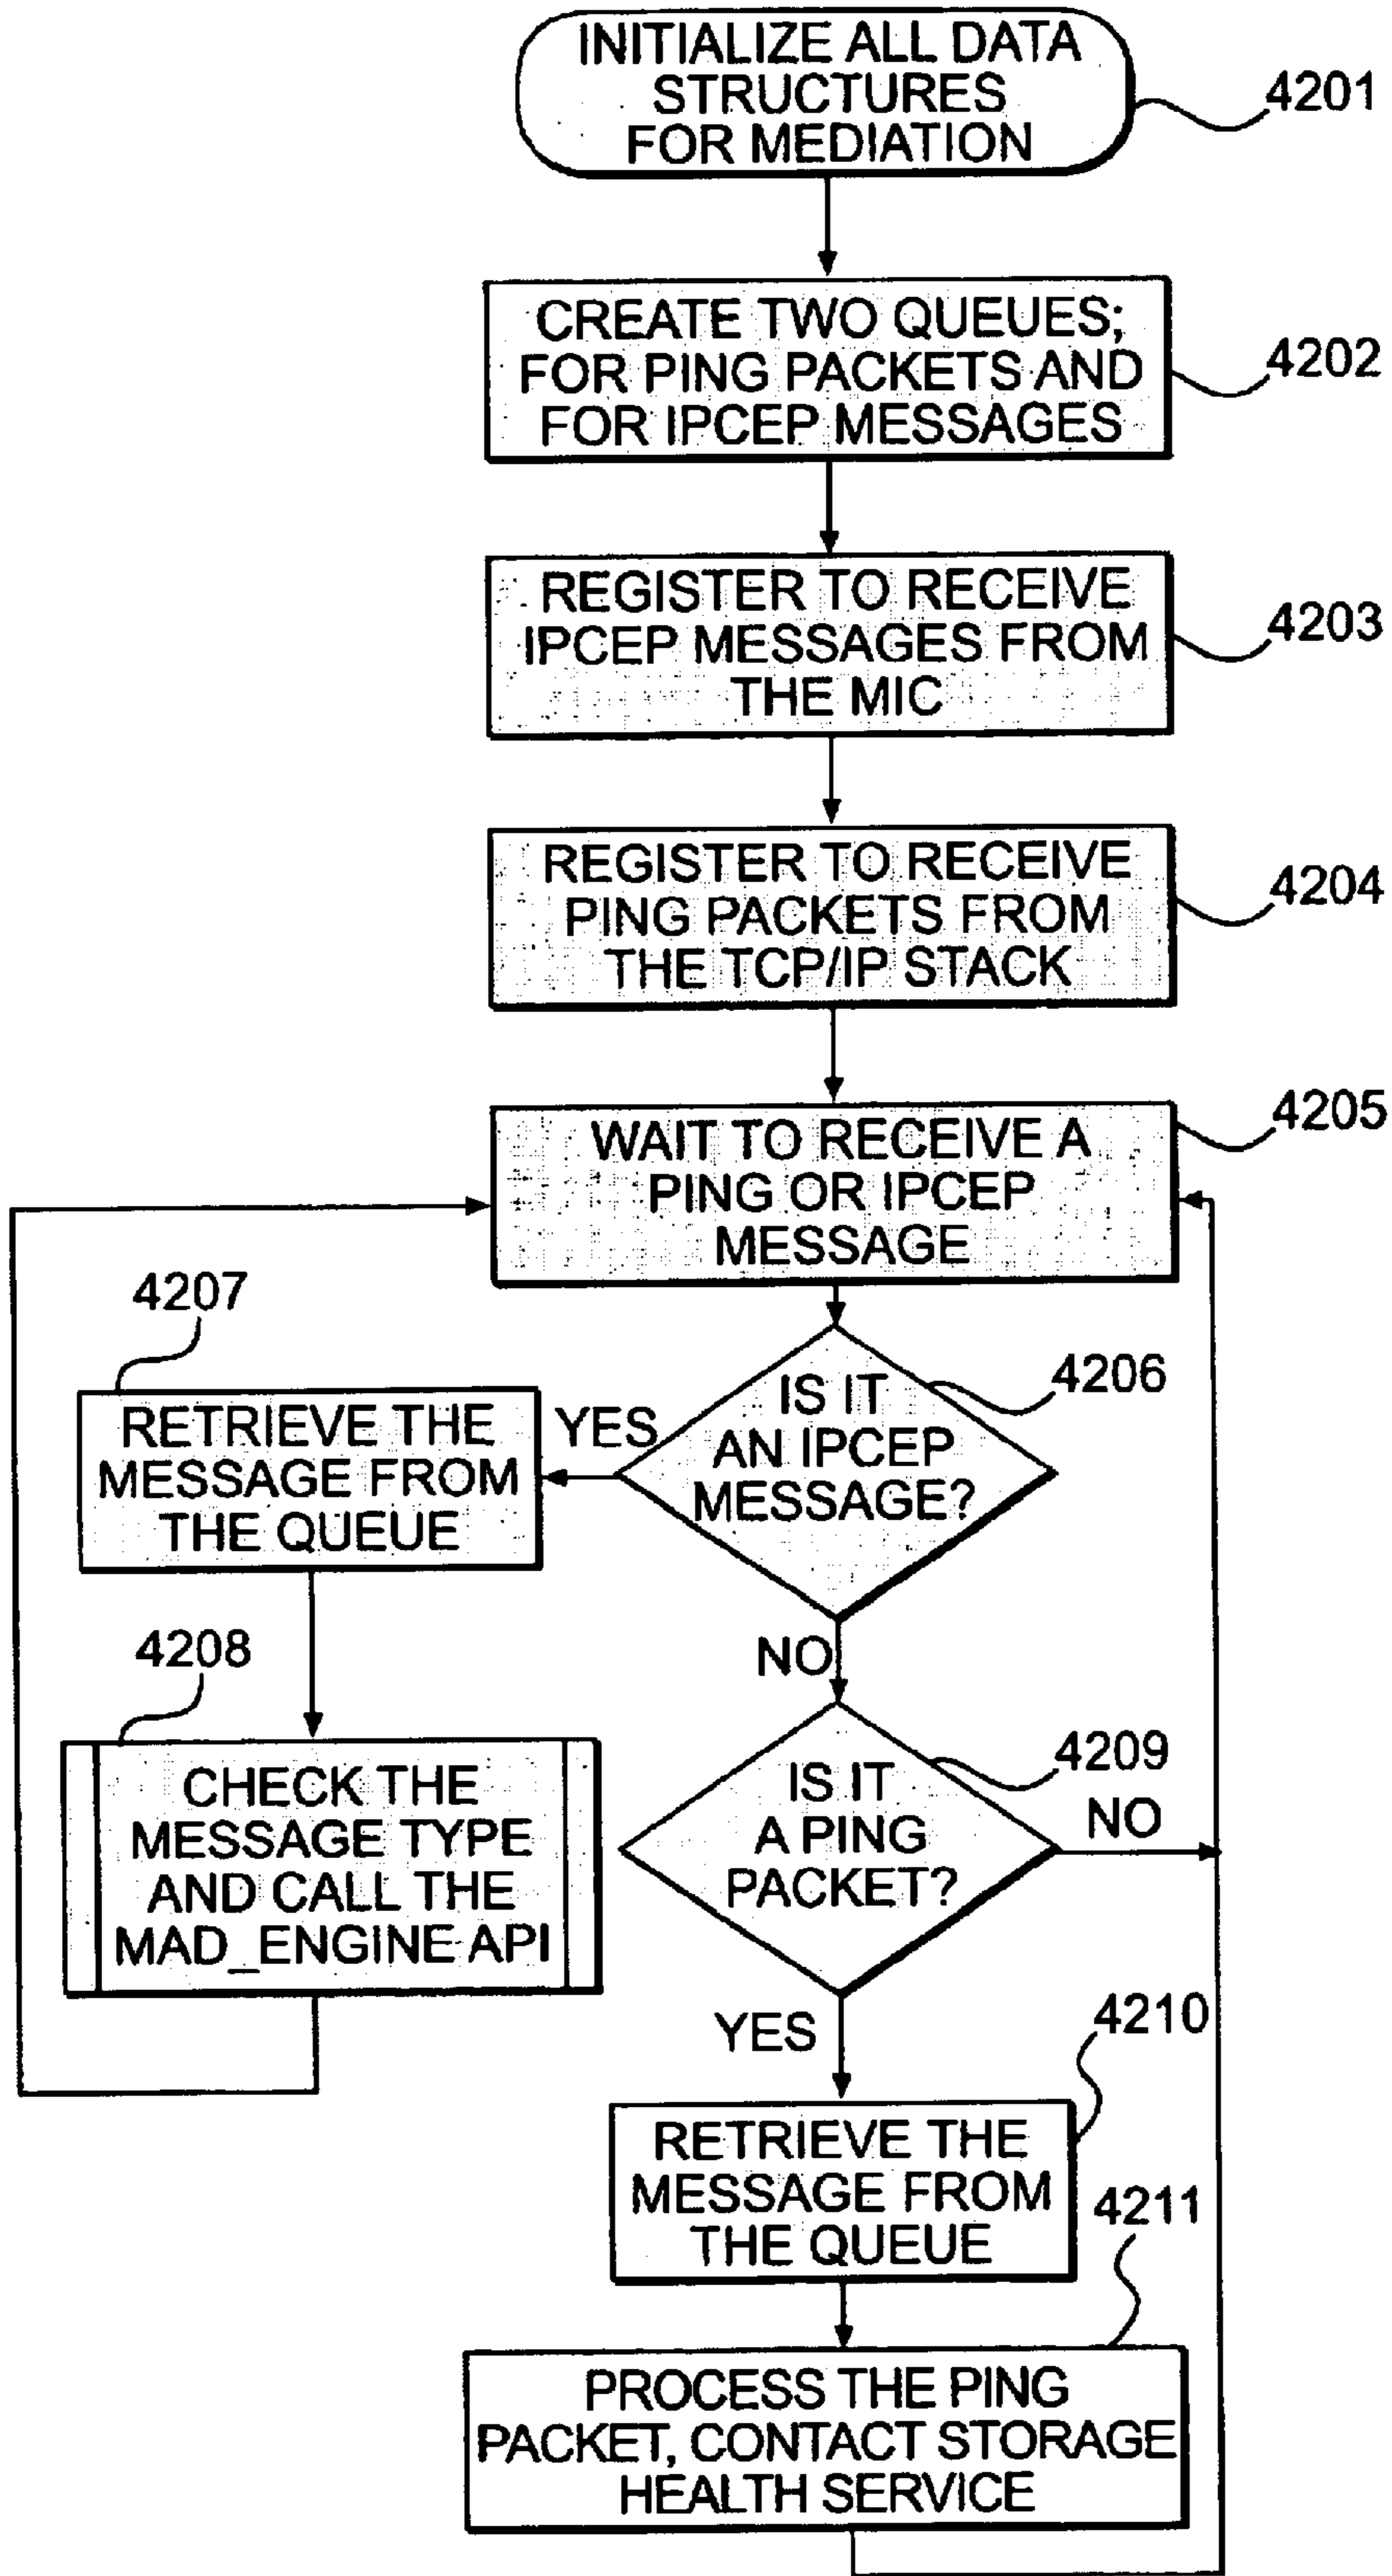 INITIALIZE ALL DATA
STRUCTURES
FOR MEDIATION
4201
CREATE TWO QUEUES;
FOR PING PACKETS AND
FOR IPCEP MESSAGES
4202
REGISTER TO RECEIVE
IPCEP MESSAGES FROM
THE MIC
4203
REGISTER TO RECEIVE
PING PACKETS FROM
THE TCP/IP STACK
4204
WAIT TO RECEIVE A
PING OR IPCEP
MESSAGE
4205
IS IT
AN IPCEP
MESSAGE?
4206
YES
4207
RETRIEVE THE
MESSAGE FROM
THE QUEUE
4208
CHECK THE
MESSAGE TYPE
AND CALL THE
MAD_ENGINE API
NO
IS IT
A PING
PACKET?
4209
NO
YES
4210
RETRIEVE THE
MESSAGE FROM
THE QUEUE
4211
PROCESS THE PING
PACKET, CONTACT STORAGE
HEALTH SERVICE